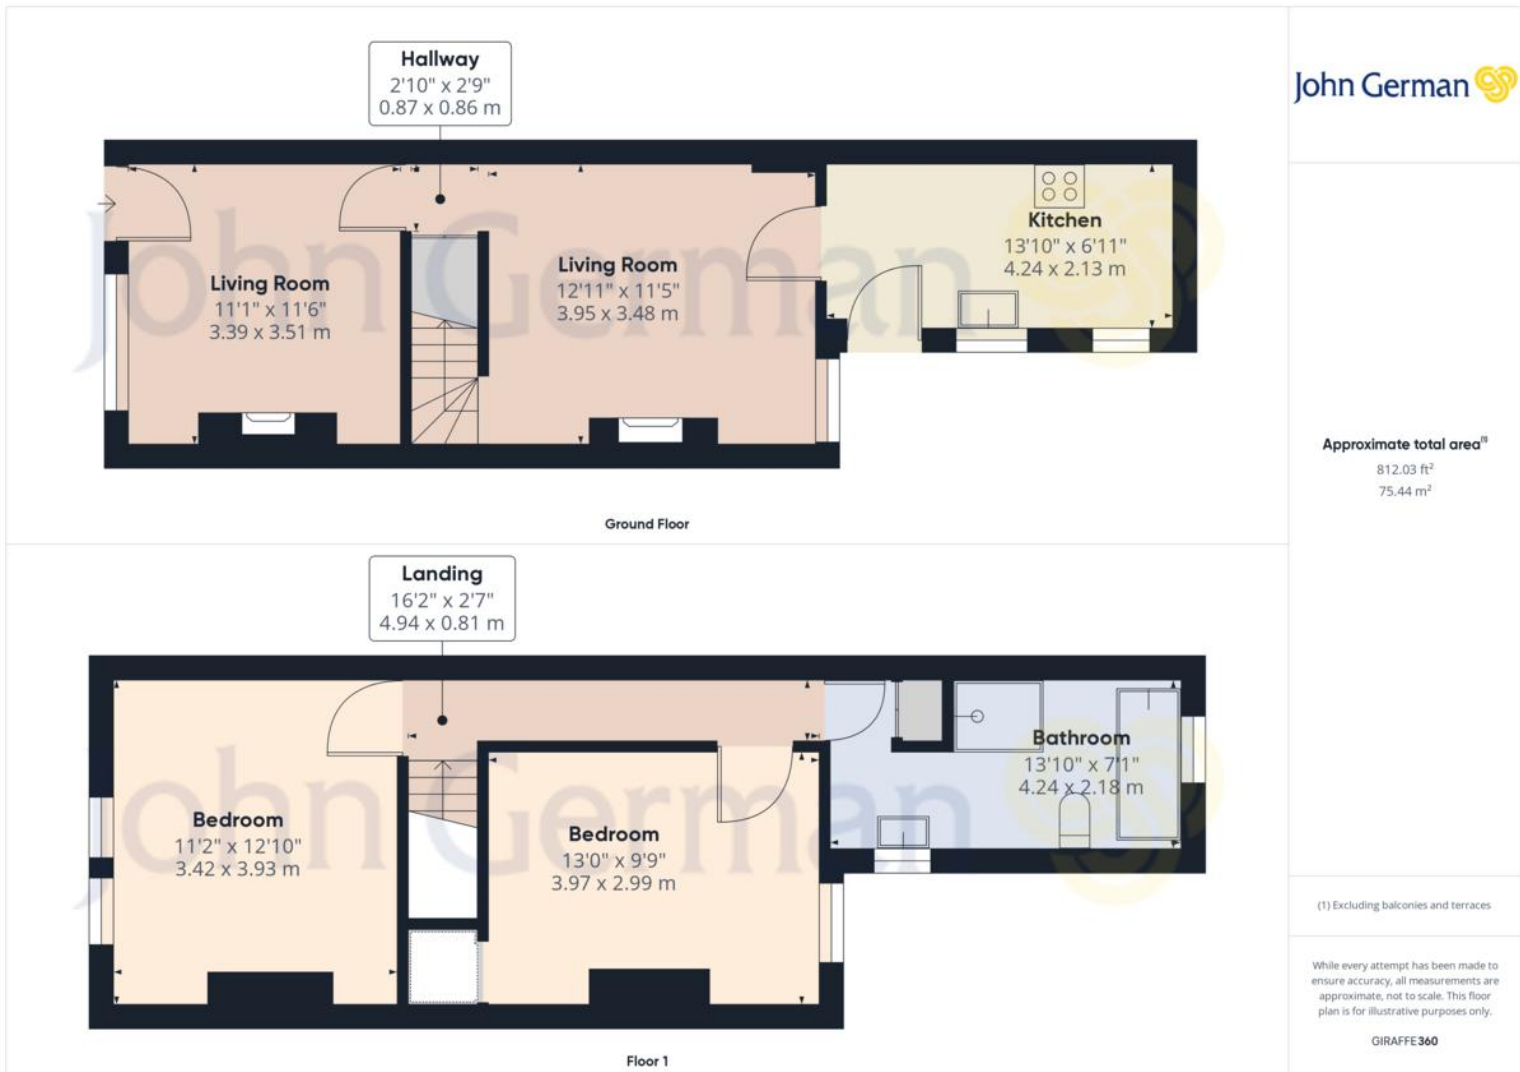 Hallway
2'10" x 2'9"
0.87 x 0.86 m
John German
Living Room
11'1" x 11'6"
3.39 x 3.51 m
Living Room
12'11" x 11'5"
3.95 x 3.48 m
Kitchen
13'10" x 6'11"
4.24 x 2.13 m
John German
Ground Floor
Approximate total area(1)
812.03 ft²
75.44 m²
Landing
16'2" x 2'7"
4.94 x 0.81 m
Bedroom
11'2" x 12'10"
3.42 x 3.93 m
Bedroom
13'0" x 9'9"
3.97 x 2.99 m
Bathroom
13'10" x 7'1"
4.24 x 2.18 m
John German
Floor 1
(1) Excluding balconies and terraces
While every attempt has been made to
ensure accuracy, all measurements are
approximate, not to scale. This floor
plan is for illustrative purposes only.
GIRAFFE360